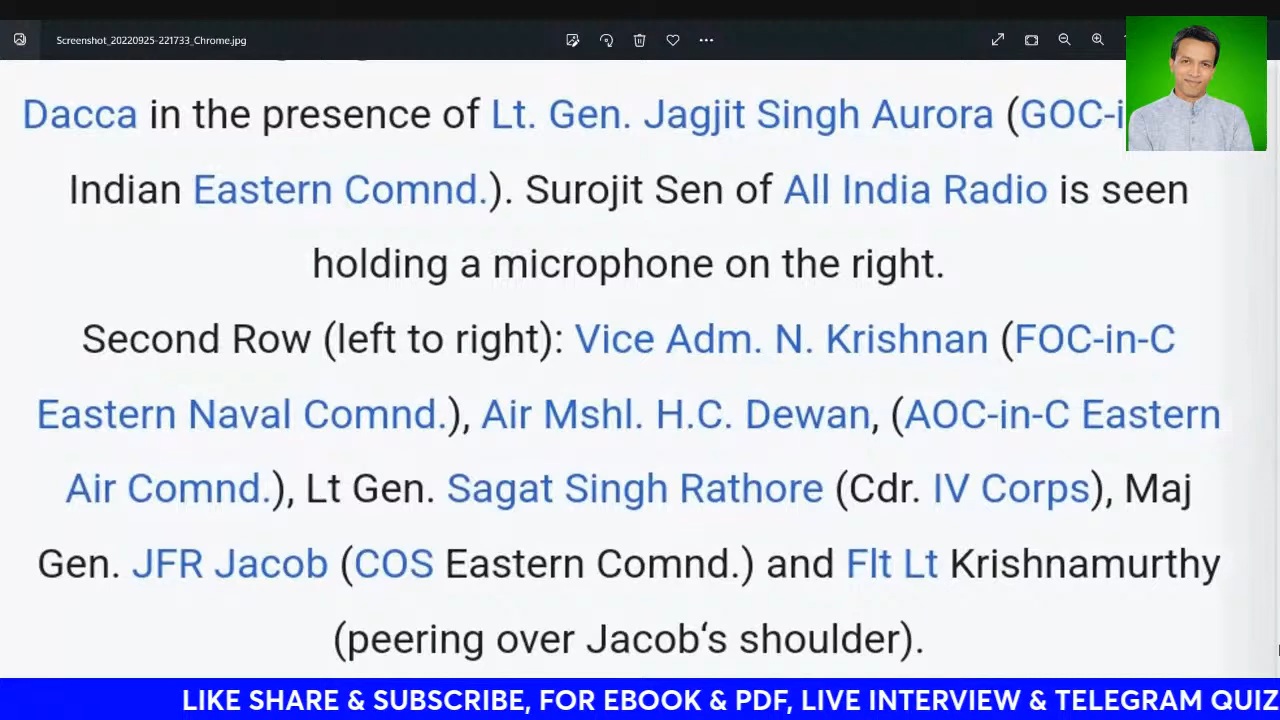 Screenshot_20220925-221733_Chrome.jpg
Dacca in the presence of Lt. Gen. Jagjit Singh Aurora (GOC-i
Indian Eastern Comnd.). Surojit Sen of All India Radio is seen
holding a microphone on the right.
Second Row (left to right): Vice Adm. N. Krishnan (FOC-in-C
Eastern Naval Comnd.), Air Mshl. H.C. Dewan, (AOC-in-C Eastern
Air Comnd.), Lt Gen. Sagat Singh Rathore (Cdr. IV Corps), Maj
Gen. JFR Jacob (COS Eastern Comnd.) and Flt Lt Krishnamurthy
(peering over Jacob‘s shoulder).
LIKE SHARE & SUBSCRIBE, FOR EBOOK & PDF, LIVE INTERVIEW & TELEGRAM QUIZ